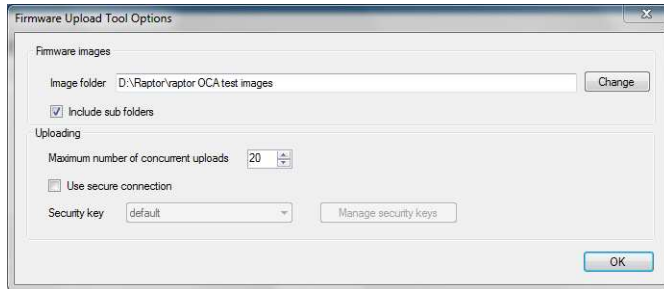 Firmware Upload Tool Options
Firmware images
Image folder D:\Raptor\raptor OCA test images Change
Include sub folders
Uploading
Maximum number of concurrent uploads 20
Use secure connection
Security key default Manage security keys
OK